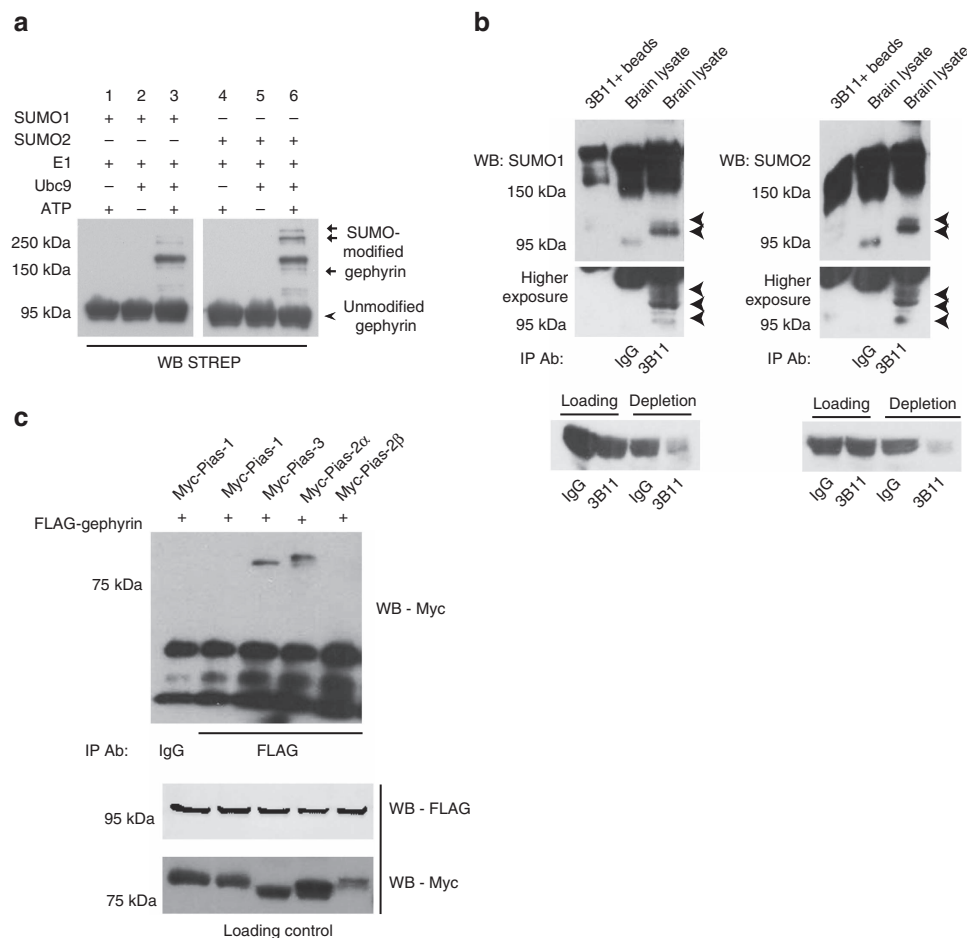 a
1 2 3 4 5 6
SUMO1 + + + – – –
SUMO2 – – – + + +
E1 + + + + + +
Ubc9 – + + – + +
ATP + – + + – +
250 kDa
150 kDa
95 kDa
SUMO-
modified
gephyrin
Unmodified
gephyrin
WB STREP
b
3B11+ beads
Brain lysate
Brain lysate
WB: SUMO1
150 kDa
95 kDa
Higher
exposure
95 kDa
IP Ab: IgG 3B11
Loading Depletion
IgG 3B11 IgG 3B11
3B11+ beads
Brain lysate
Brain lysate
WB: SUMO2
150 kDa
95 kDa
Higher
exposure
95 kDa
IP Ab: IgG 3B11
Loading Depletion
IgG 3B11 IgG 3B11
c
Myc-Pias-1
Myc-Pias-1
Myc-Pias-3
Myc-Pias-2α
Myc-Pias-2β
FLAG-gephyrin + + + + +
75 kDa
WB - Myc
IP Ab: IgG FLAG
95 kDa
WB - FLAG
75 kDa
WB - Myc
Loading control